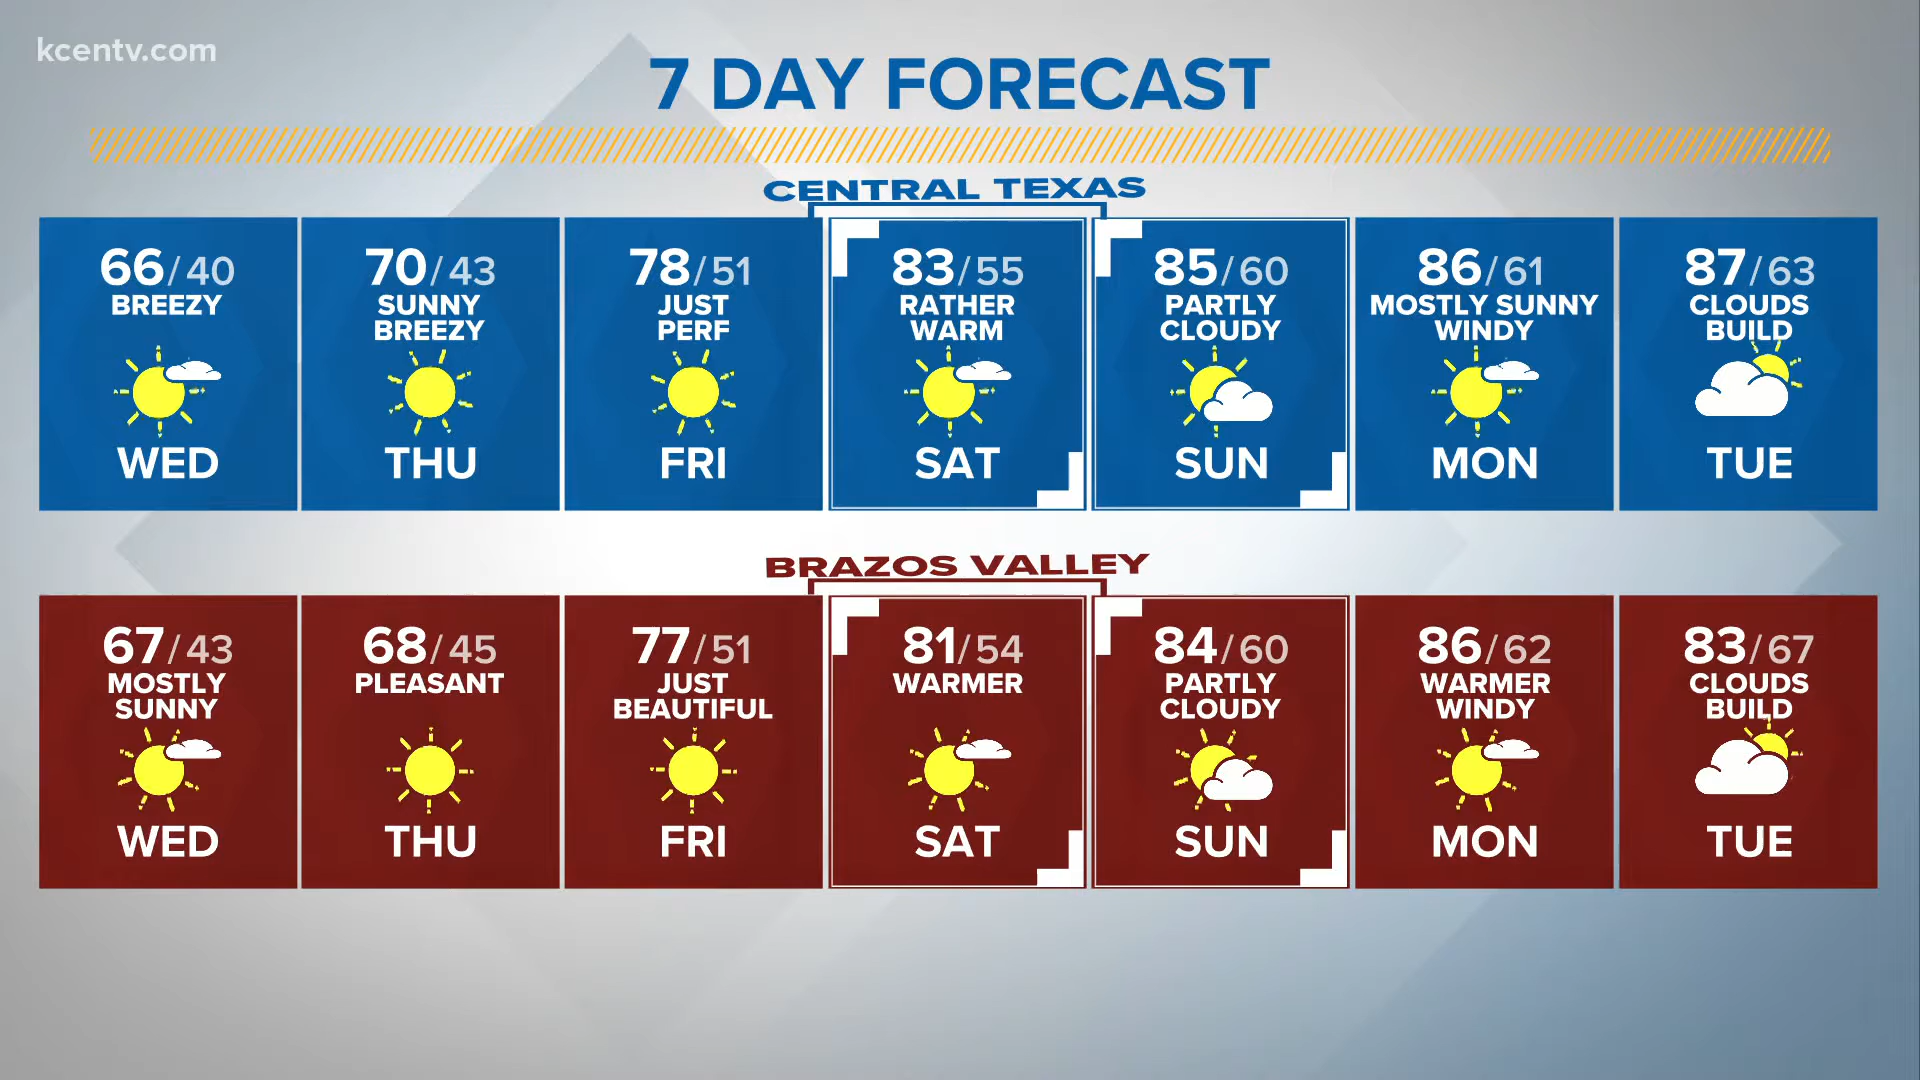 kcentv.com
7 DAY FORECAST
CENTRAL TEXAS
66/40
BREEZY
WED
70/43
SUNNY
BREEZY
THU
78/51
JUST
PERF
FRI
83/55
RATHER
WARM
SAT
85/60
PARTLY
CLOUDY
SUN
86/61
MOSTLY SUNNY
WINDY
MON
87/63
CLOUDS
BUILD
TUE
BRAZOS VALLEY
67/43
MOSTLY
SUNNY
WED
68/45
PLEASANT
THU
77/51
JUST
BEAUTIFUL
FRI
81/54
WARMER
SAT
84/60
PARTLY
CLOUDY
SUN
86/62
WARMER
WINDY
MON
83/67
CLOUDS
BUILD
TUE